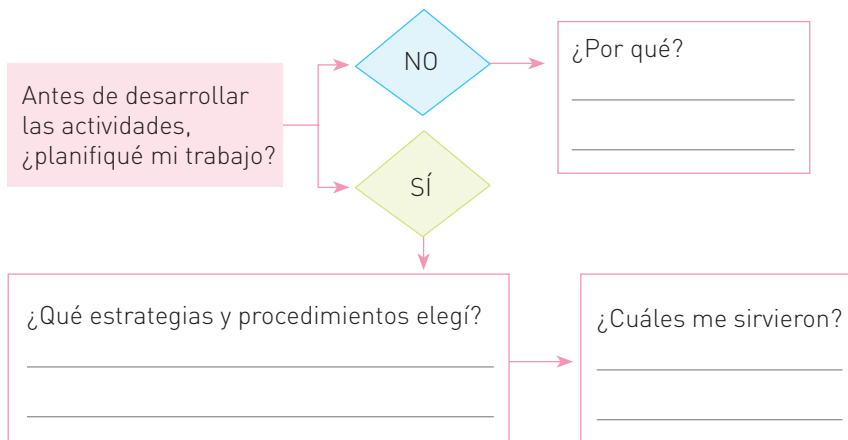 Antes de desarrollar
las actividades,
¿planifiqué mi trabajo?
NO
¿Por qué?
SÍ
¿Qué estrategias y procedimientos elegí?
¿Cuáles me sirvieron?